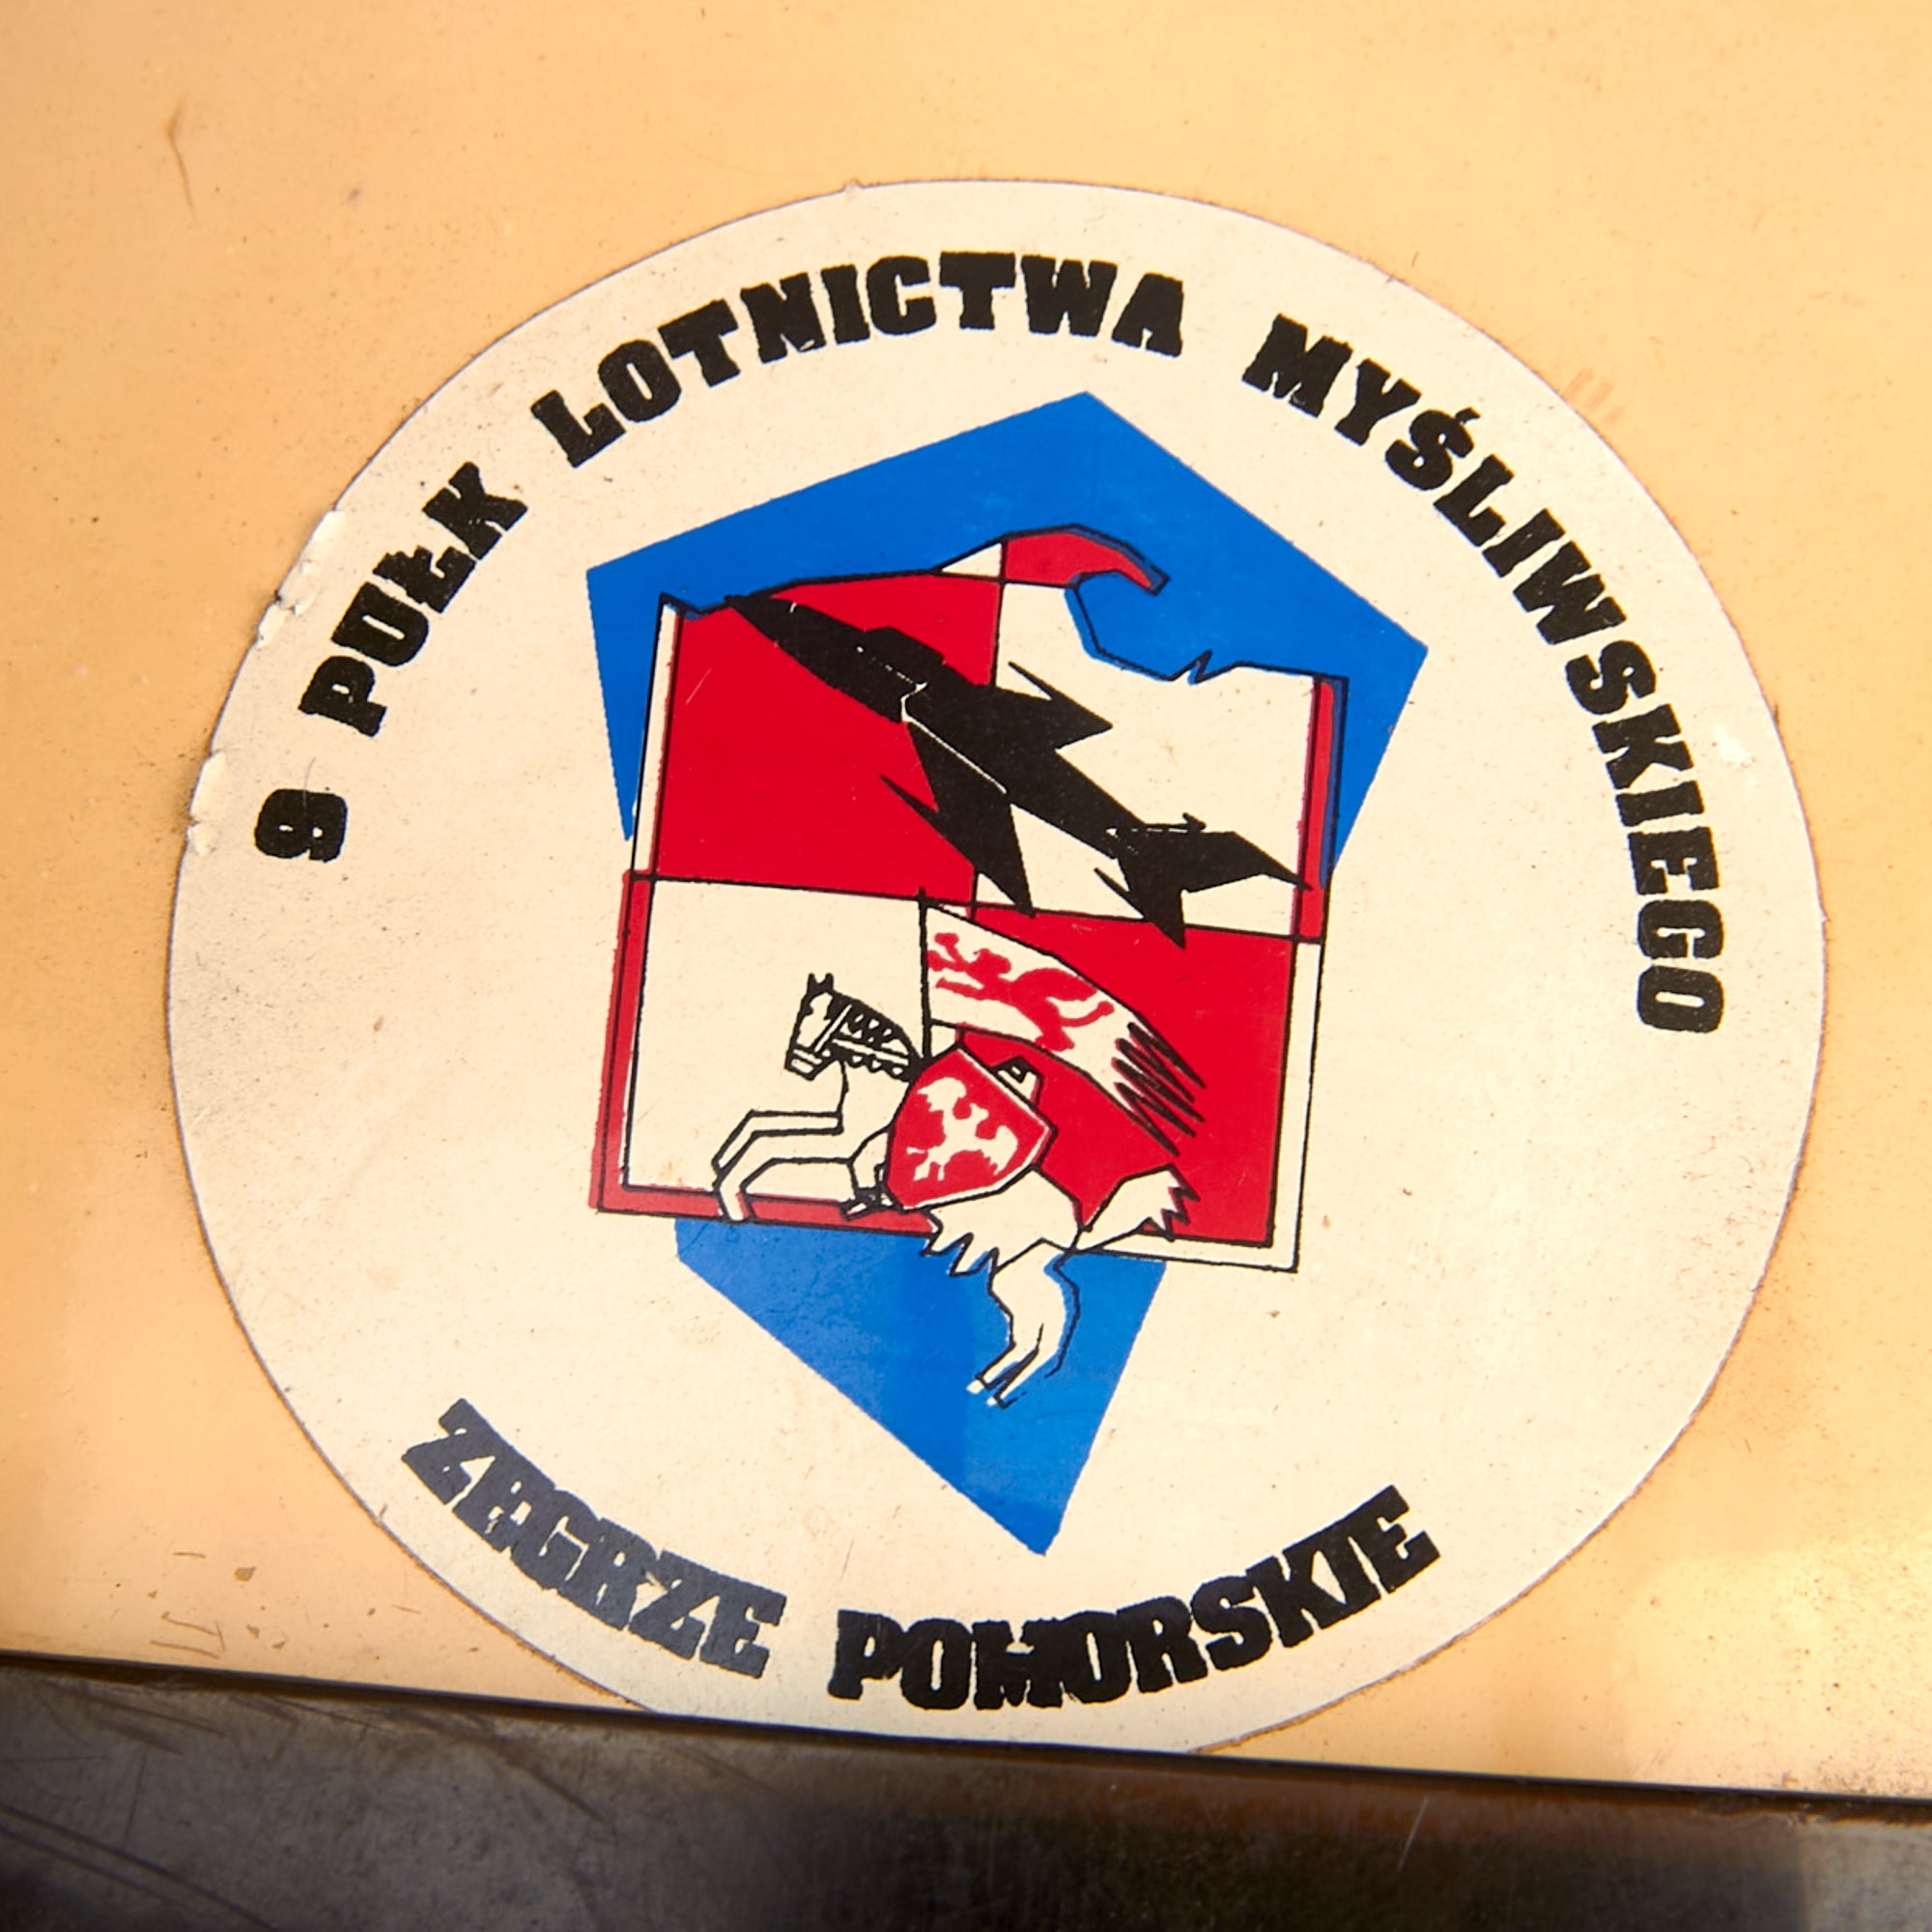 9 PUŁK LOTNICTWA MYŚLIWSKIEGO
ZEGRZE POMORSKIE